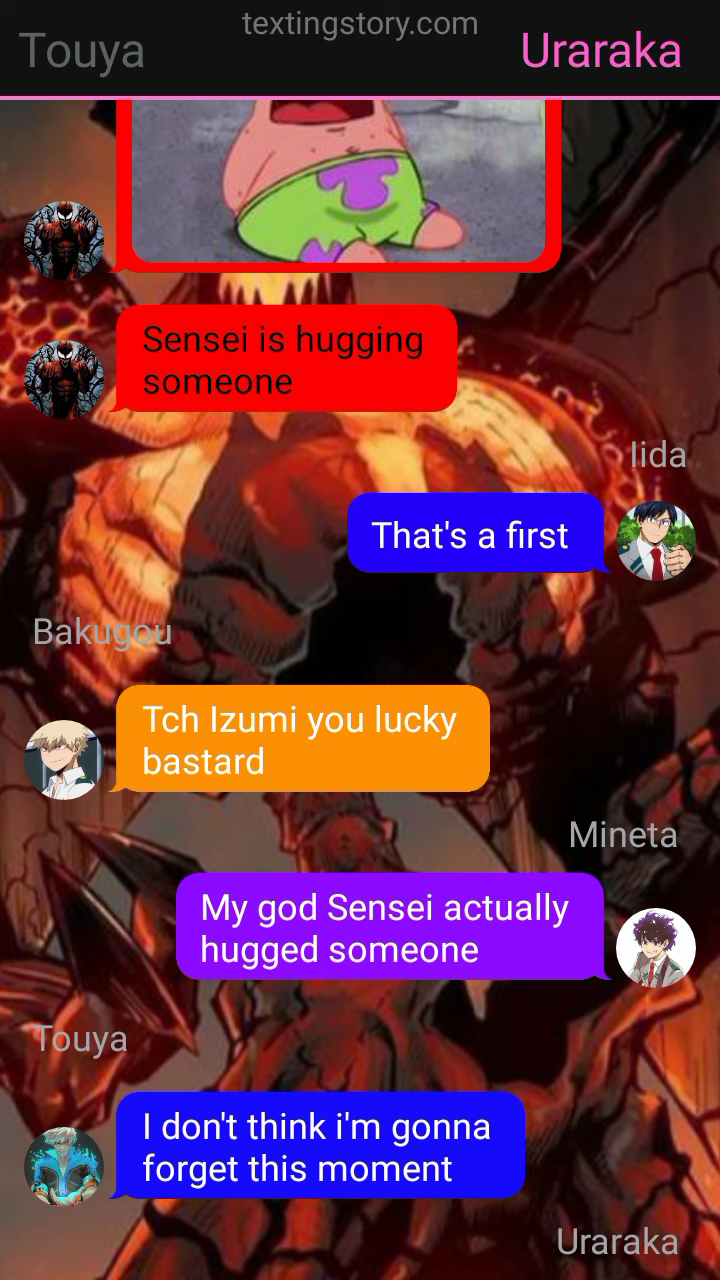 textingstory.com
Touya
Uraraka
Sensei is hugging
someone
Iida
That's a first
Bakugou
Tch Izumi you lucky
bastard
Mineta
My god Sensei actually
hugged someone
Touya
I don't think i'm gonna
forget this moment
Uraraka